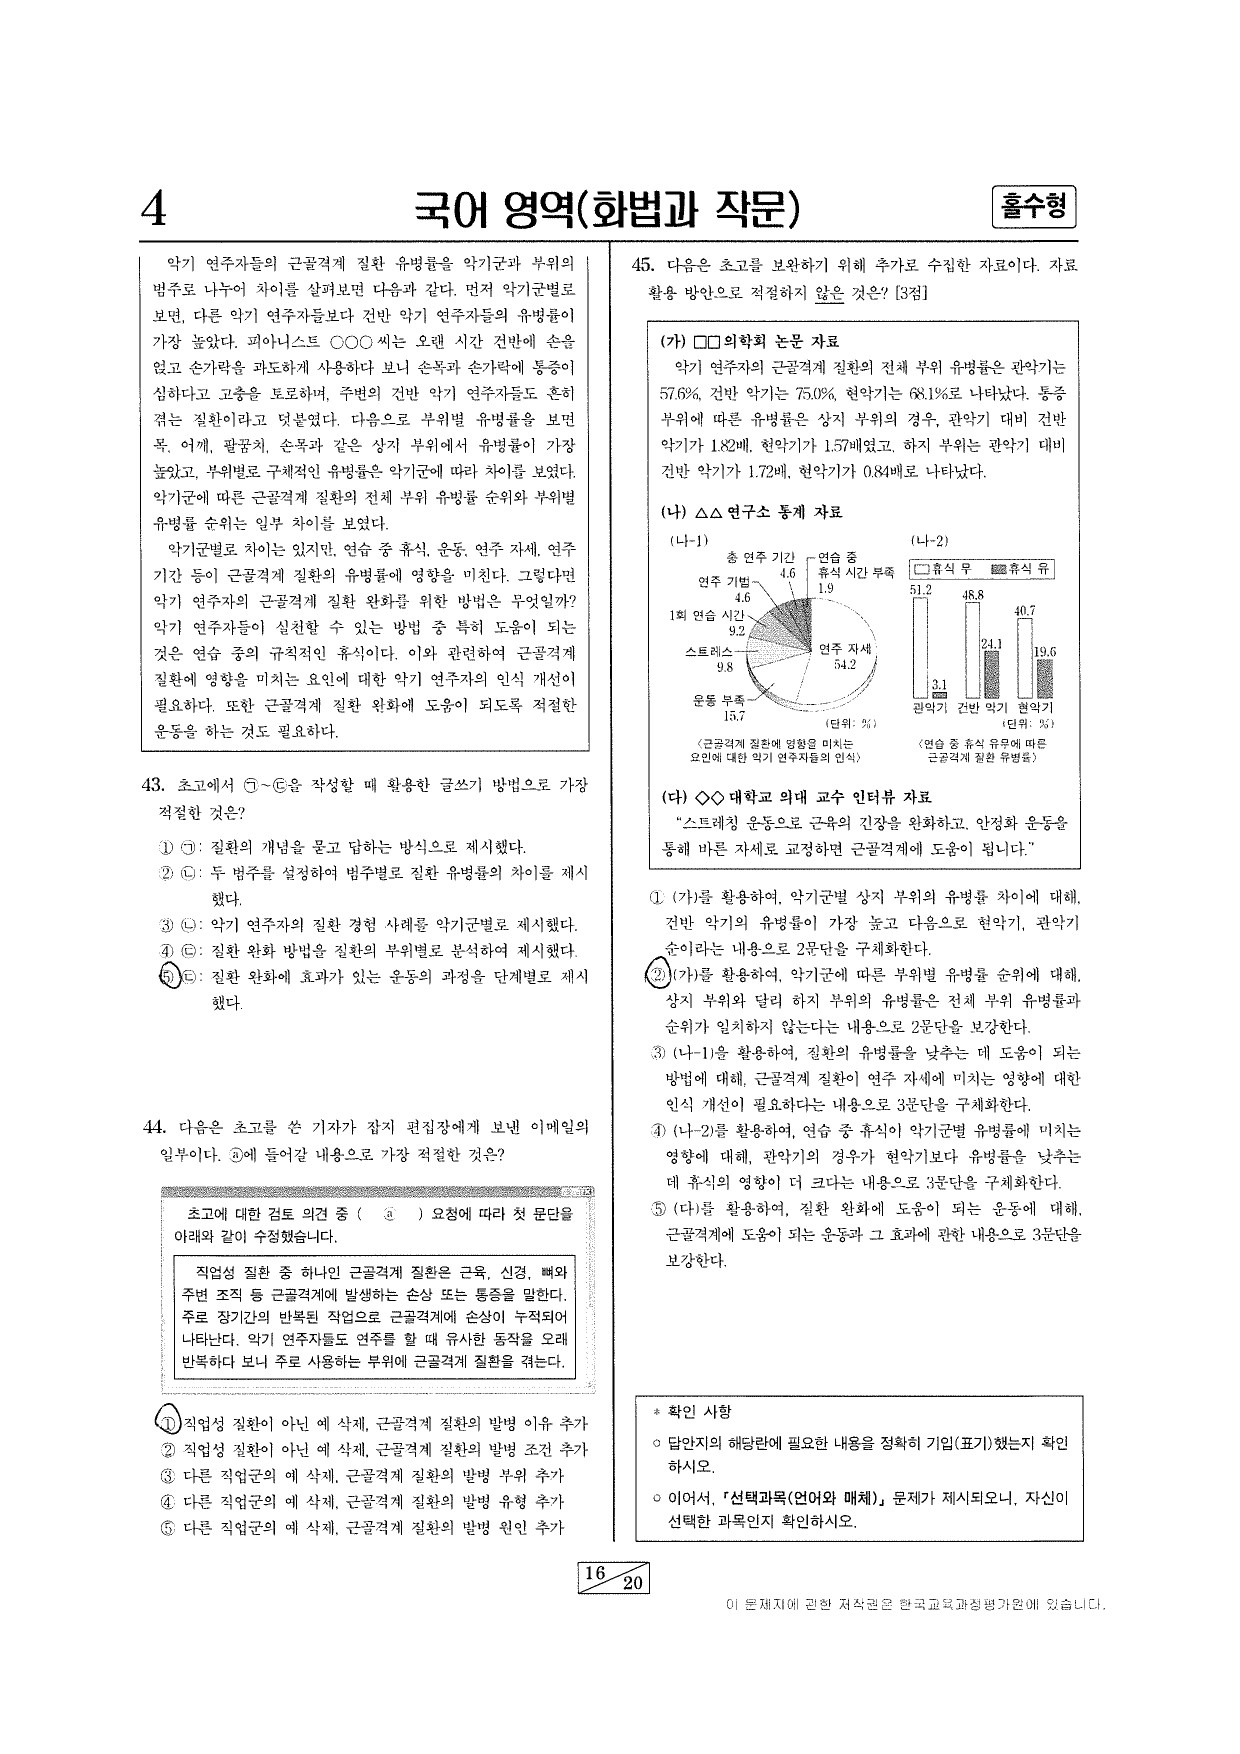 4
국어 영역(화법과 작문)
홀수형
악기 연주자들의 근골격계 질환 유병률을 악기군과 부위의
범주로 나누어 차이를 살펴보면 다음과 같다. 먼저 악기군별로
보면, 다른 악기 연주자들보다 건반 악기 연주자들의 유병률이
가장 높았다. 피아니스트 ○○○ 씨는 오랜 시간 건반에 손을
얹고 손가락을 과도하게 사용하다 보니 손목과 손가락에 통증이
심하다고 고충을 토로하며, 주변의 건반 악기 연주자들도 흔히
겪는 질환이라고 덧붙였다. 다음으로 부위별 유병률을 보면
목, 어깨, 팔꿈치, 손목과 같은 상지 부위에서 유병률이 가장
높았고, 부위별로 구체적인 유병률은 악기군에 따라 차이를 보였다.
악기군에 따른 근골격계 질환의 전체 부위 유병률 순위와 부위별
유병률 순위는 일부 차이를 보였다.
악기군별로 차이는 있지만, 연습 중 휴식, 운동, 연주 자세, 연주
기간 등이 근골격계 질환의 유병률에 영향을 미친다. 그렇다면
악기 연주자의 근골격계 질환 완화를 위한 방법은 무엇일까?
악기 연주자들이 실천할 수 있는 방법 중 특히 도움이 되는
것은 연습 중의 규칙적인 휴식이다. 이와 관련하여 근골격계
질환에 영향을 미치는 요인에 대한 악기 연주자의 인식 개선이
필요하다. 또한 근골격계 질환 완화에 도움이 되도록 적절한
운동을 하는 것도 필요하다.
43. 초고에서 ㉠~㉢을 작성할 때 활용한 글쓰기 방법으로 가장
적절한 것은?
① ㉠: 질환의 개념을 묻고 답하는 방식으로 제시했다.
② ㉡: 두 범주를 설정하여 범주별로 질환 유병률의 차이를 제시
했다.
③ ㉡: 악기 연주자의 질환 경험 사례를 악기군별로 제시했다.
④ ㉢: 질환 완화 방법을 질환의 부위별로 분석하여 제시했다.
⑤ ㉢: 질환 완화에 효과가 있는 운동의 과정을 단계별로 제시
했다.
44. 다음은 초고를 쓴 기자가 잡지 편집장에게 보낸 이메일의
일부이다. ⓐ에 들어갈 내용으로 가장 적절한 것은?
초고에 대한 검토 의견 중 ( ⓐ ) 요청에 따라 첫 문단을
아래와 같이 수정했습니다.
직업성 질환 중 하나인 근골격계 질환은 근육, 신경, 뼈와
주변 조직 등 근골격계에 발생하는 손상 또는 통증을 말한다.
주로 장기간의 반복된 작업으로 근골격계에 손상이 누적되어
나타난다. 악기 연주자들도 연주를 할 때 유사한 동작을 오래
반복하다 보니 주로 사용하는 부위에 근골격계 질환을 겪는다.
① 직업성 질환이 아닌 예 삭제, 근골격계 질환의 발병 이유 추가
② 직업성 질환이 아닌 예 삭제, 근골격계 질환의 발병 조건 추가
③ 다른 직업군의 예 삭제, 근골격계 질환의 발병 부위 추가
④ 다른 직업군의 예 삭제, 근골격계 질환의 발병 유형 추가
⑤ 다른 직업군의 예 삭제, 근골격계 질환의 발병 원인 추가
45. 다음은 초고를 보완하기 위해 추가로 수집한 자료이다. 자료
활용 방안으로 적절하지 않은 것은? [3점]
(가) □□의학회 논문 자료
악기 연주자의 근골격계 질환의 전체 부위 유병률은 관악기는
57.6%, 건반 악기는 75.0%, 현악기는 68.1%로 나타났다. 통증
부위에 따른 유병률은 상지 부위의 경우, 관악기 대비 건반
악기가 1.82배, 현악기가 1.57배였고, 하지 부위는 관악기 대비
건반 악기가 1.72배, 현악기가 0.84배로 나타났다.
(나) △△연구소 통계 자료
(나-1)
총 연주 기간
4.6
연습 중
휴식 시간 부족
1.9
연주 기법
4.6
1회 연습 시간
9.2
스트레스
9.8
연주 자세
54.2
운동 부족
15.7
(단위: %)
〈근골격계 질환에 영향을 미치는
요인에 대한 악기 연주자들의 인식〉
(나-2)
휴식 무 휴식 유
51.2
48.8
40.7
24.1
19.6
3.1
관악기 건반 악기 현악기
(단위: %)
〈연습 중 휴식 유무에 따른
근골격계 질환 유병률〉
(다) ◇◇대학교 의대 교수 인터뷰 자료
"스트레칭 운동으로 근육의 긴장을 완화하고, 안정화 운동을
통해 바른 자세로 교정하면 근골격계에 도움이 됩니다."
① (가)를 활용하여, 악기군별 상지 부위의 유병률 차이에 대해,
건반 악기의 유병률이 가장 높고 다음으로 현악기, 관악기
순이라는 내용으로 2문단을 구체화한다.
② (가)를 활용하여, 악기군에 따른 부위별 유병률 순위에 대해,
상지 부위와 달리 하지 부위의 유병률은 전체 부위 유병률과
순위가 일치하지 않는다는 내용으로 2문단을 보강한다.
③ (나-1)을 활용하여, 질환의 유병률을 낮추는 데 도움이 되는
방법에 대해, 근골격계 질환이 연주 자세에 미치는 영향에 대한
인식 개선이 필요하다는 내용으로 3문단을 구체화한다.
④ (나-2)를 활용하여, 연습 중 휴식이 악기군별 유병률에 미치는
영향에 대해, 관악기의 경우가 현악기보다 유병률을 낮추는
데 휴식의 영향이 더 크다는 내용으로 3문단을 구체화한다.
⑤ (다)를 활용하여, 질환 완화에 도움이 되는 운동에 대해,
근골격계에 도움이 되는 운동과 그 효과에 관한 내용으로 3문단을
보강한다.
* 확인 사항
○ 답안지의 해당란에 필요한 내용을 정확히 기입(표기)했는지 확인
하시오.
○ 이어서, 「선택과목(언어와 매체)」 문제가 제시되오니, 자신이
선택한 과목인지 확인하시오.
16
20
이 문제지에 관한 저작권은 한국교육과정평가원에 있습니다.